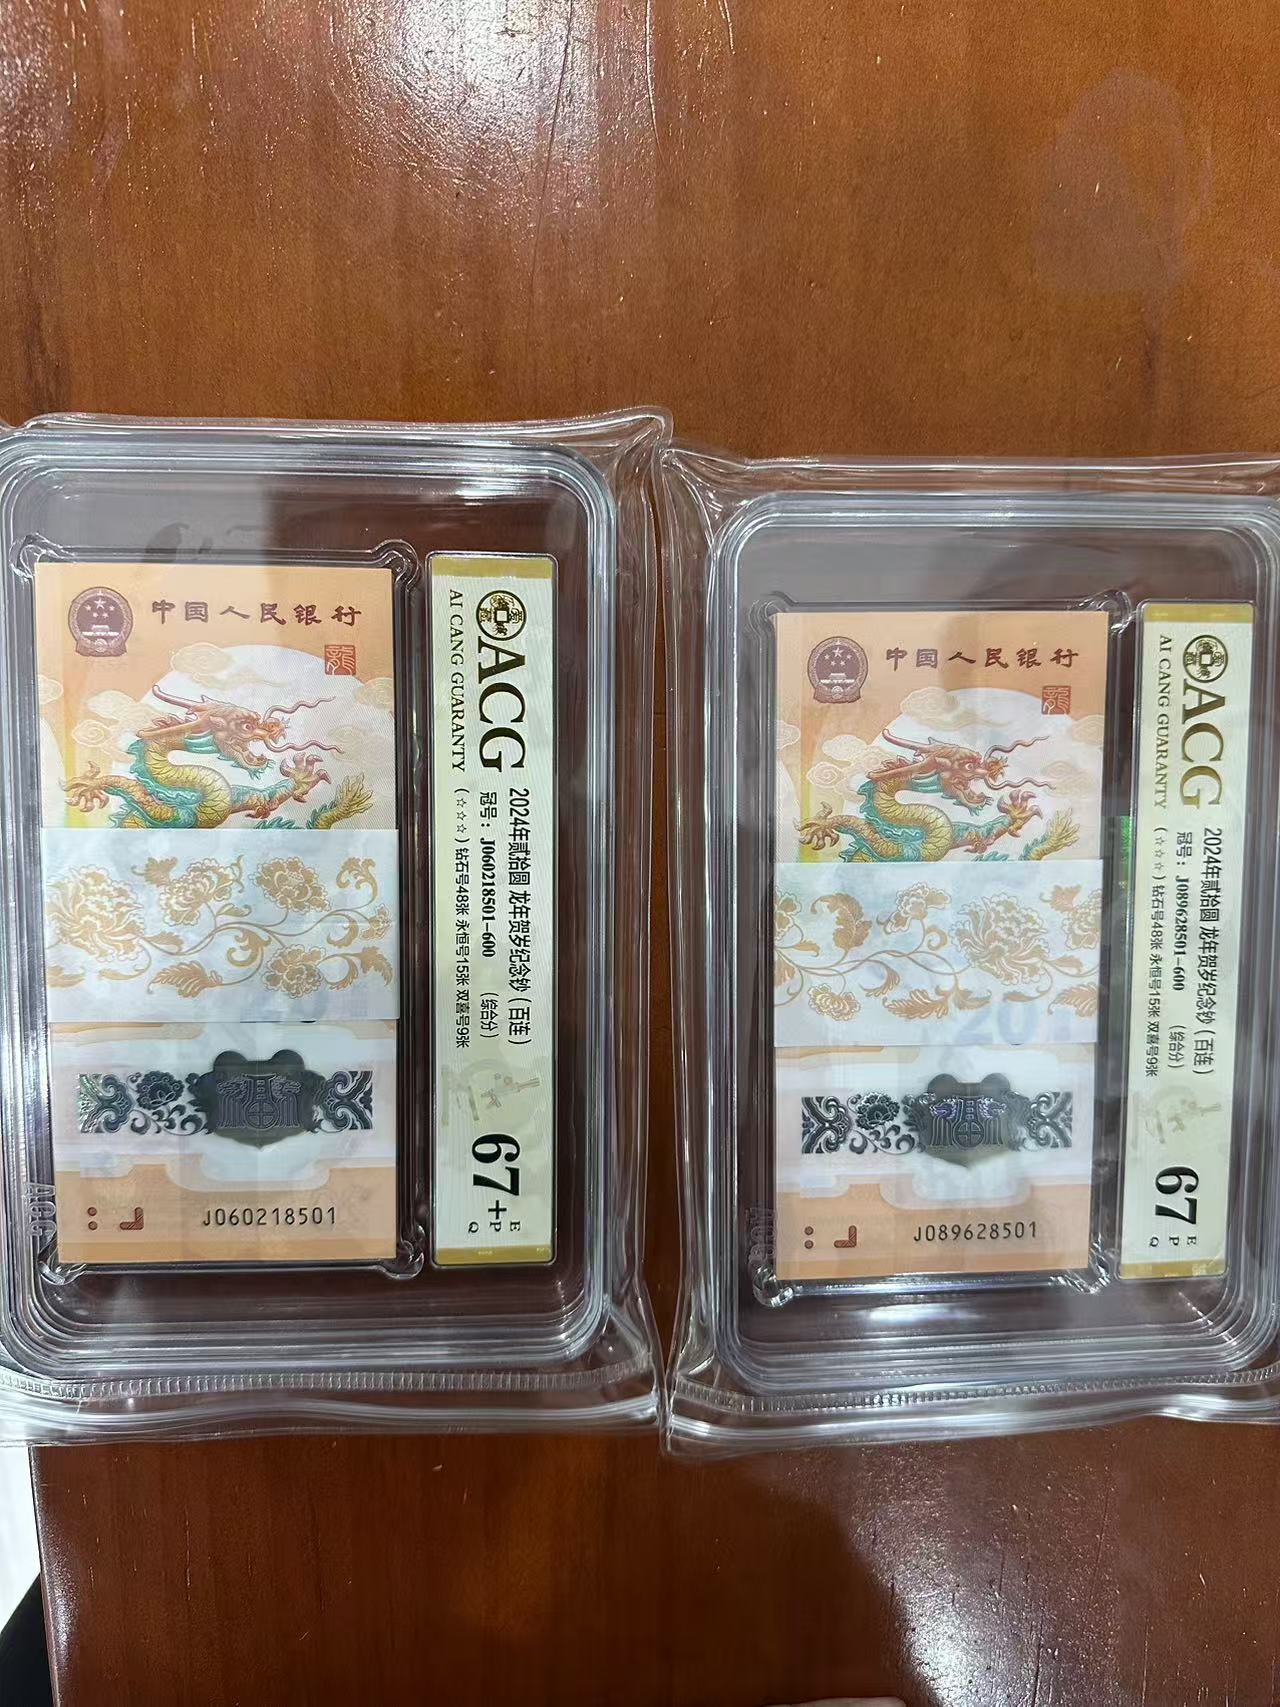 中国人民银行
龍
J060218501
ACG
AI CANG GUARANTY
2024年贰拾圆 龙年贺岁纪念钞（百连）
冠号：J060218501-600 （综合分）
（☆☆☆）钻石号48张 永恒号15张 双喜号9张
67+
E
P
Q
ACG
中国人民银行
龍
20
J089628501
ACG
AI CANG GUARANTY
2024年贰拾圆 龙年贺岁纪念钞（百连）
冠号：J089628501-600 （综合分）
（☆☆☆）钻石号48张 永恒号15张 双喜号9张
67
E
P
Q
ACG